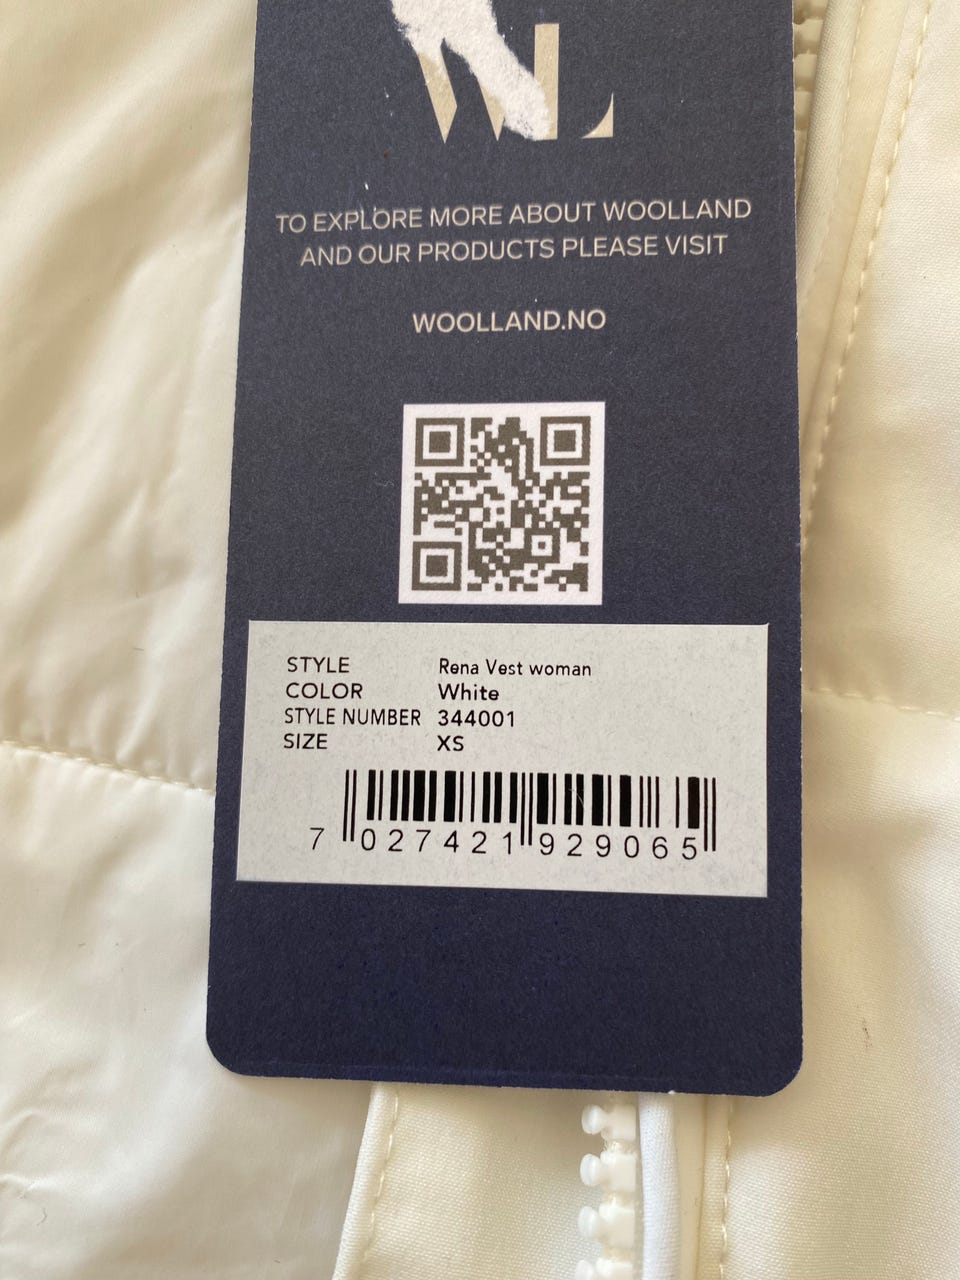 WL
TO EXPLORE MORE ABOUT WOOLLAND
AND OUR PRODUCTS PLEASE VISIT
WOOLLAND.NO
STYLE Rena Vest woman
COLOR White
STYLE NUMBER 344001
SIZE XS
7 027421 929065